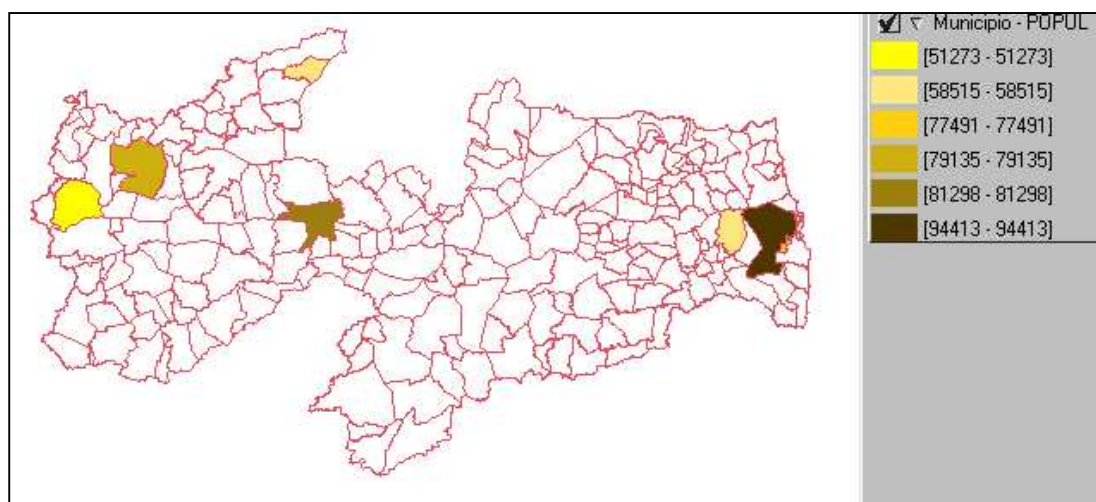 Municipio - POPUL
[51273 - 51273]
[58515 - 58515]
[77491 - 77491]
[79135 - 79135]
[81298 - 81298]
[94413 - 94413]